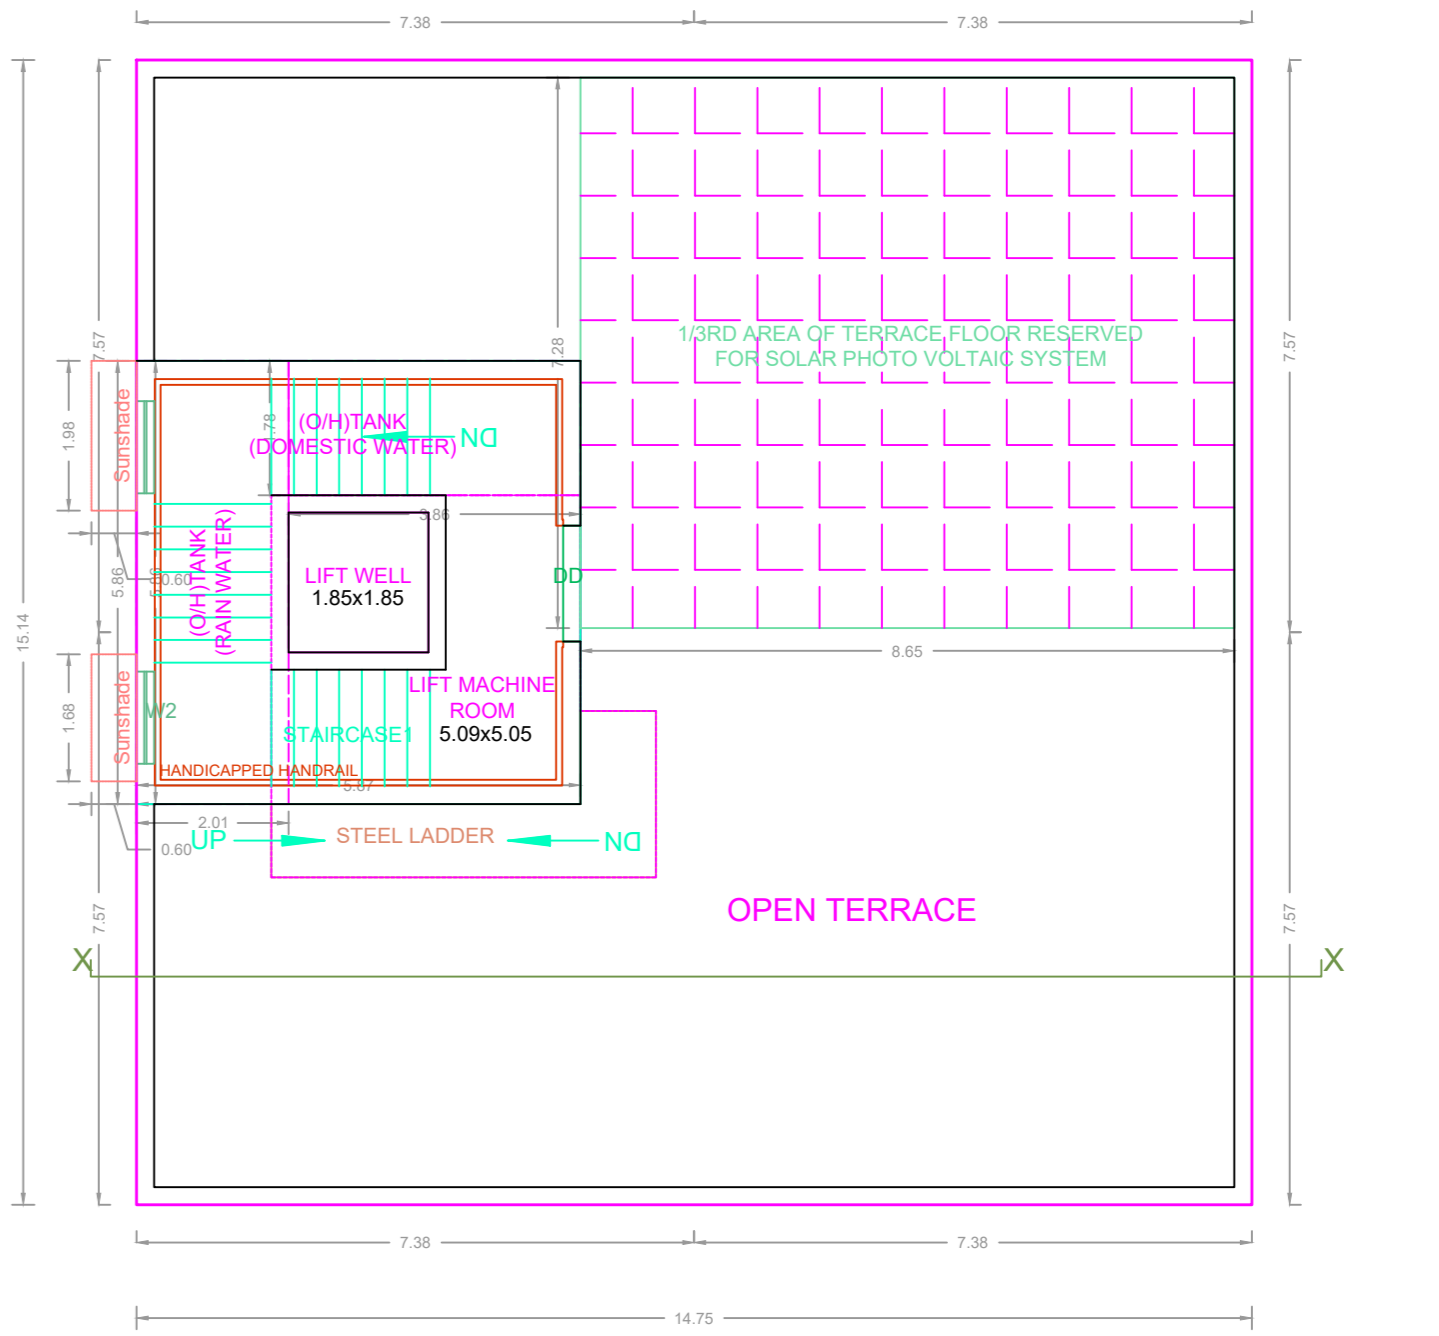 7.38
7.38
7.57
7.28
7.57
1/3RD AREA OF TERRACE FLOOR RESERVED
FOR SOLAR PHOTO VOLTAIC SYSTEM
Sunshade
1.98
(O/H)TANK
(DOMESTIC WATER)
DN
3.86
(O/H)TANK
(RAIN WATER)
LIFT WELL
1.85x1.85
DD
0.60
5.86
15.14
8.65
Sunshade
1.68
W2
LIFT MACHINE
ROOM
5.09x5.05
STAIRCASE1
HANDICAPPED HANDRAIL
5.87
2.01
0.60
UP
STEEL LADDER
DN
OPEN TERRACE
7.57
7.57
X
X
7.38
7.38
14.75